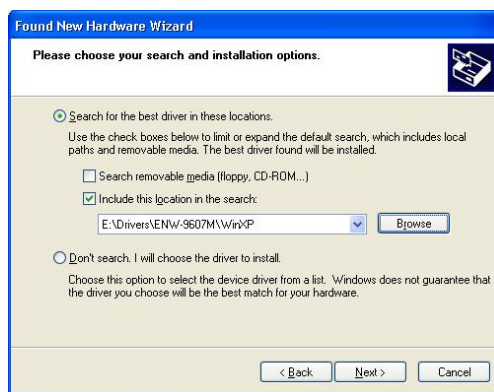 Found New Hardware Wizard
Please choose your search and installation options.
Search for the best driver in these locations.
Use the check boxes below to limit or expand the default search, which includes local
paths and removable media. The best driver found will be installed.
Search removable media (floppy, CD-ROM...)
Include this location in the search:
E:\Drivers\ENW-9607M\WinXP
Browse
Don't search. I will choose the driver to install.
Choose this option to select the device driver from a list. Windows does not guarantee that
the driver you choose will be the best match for your hardware.
< Back
Next >
Cancel